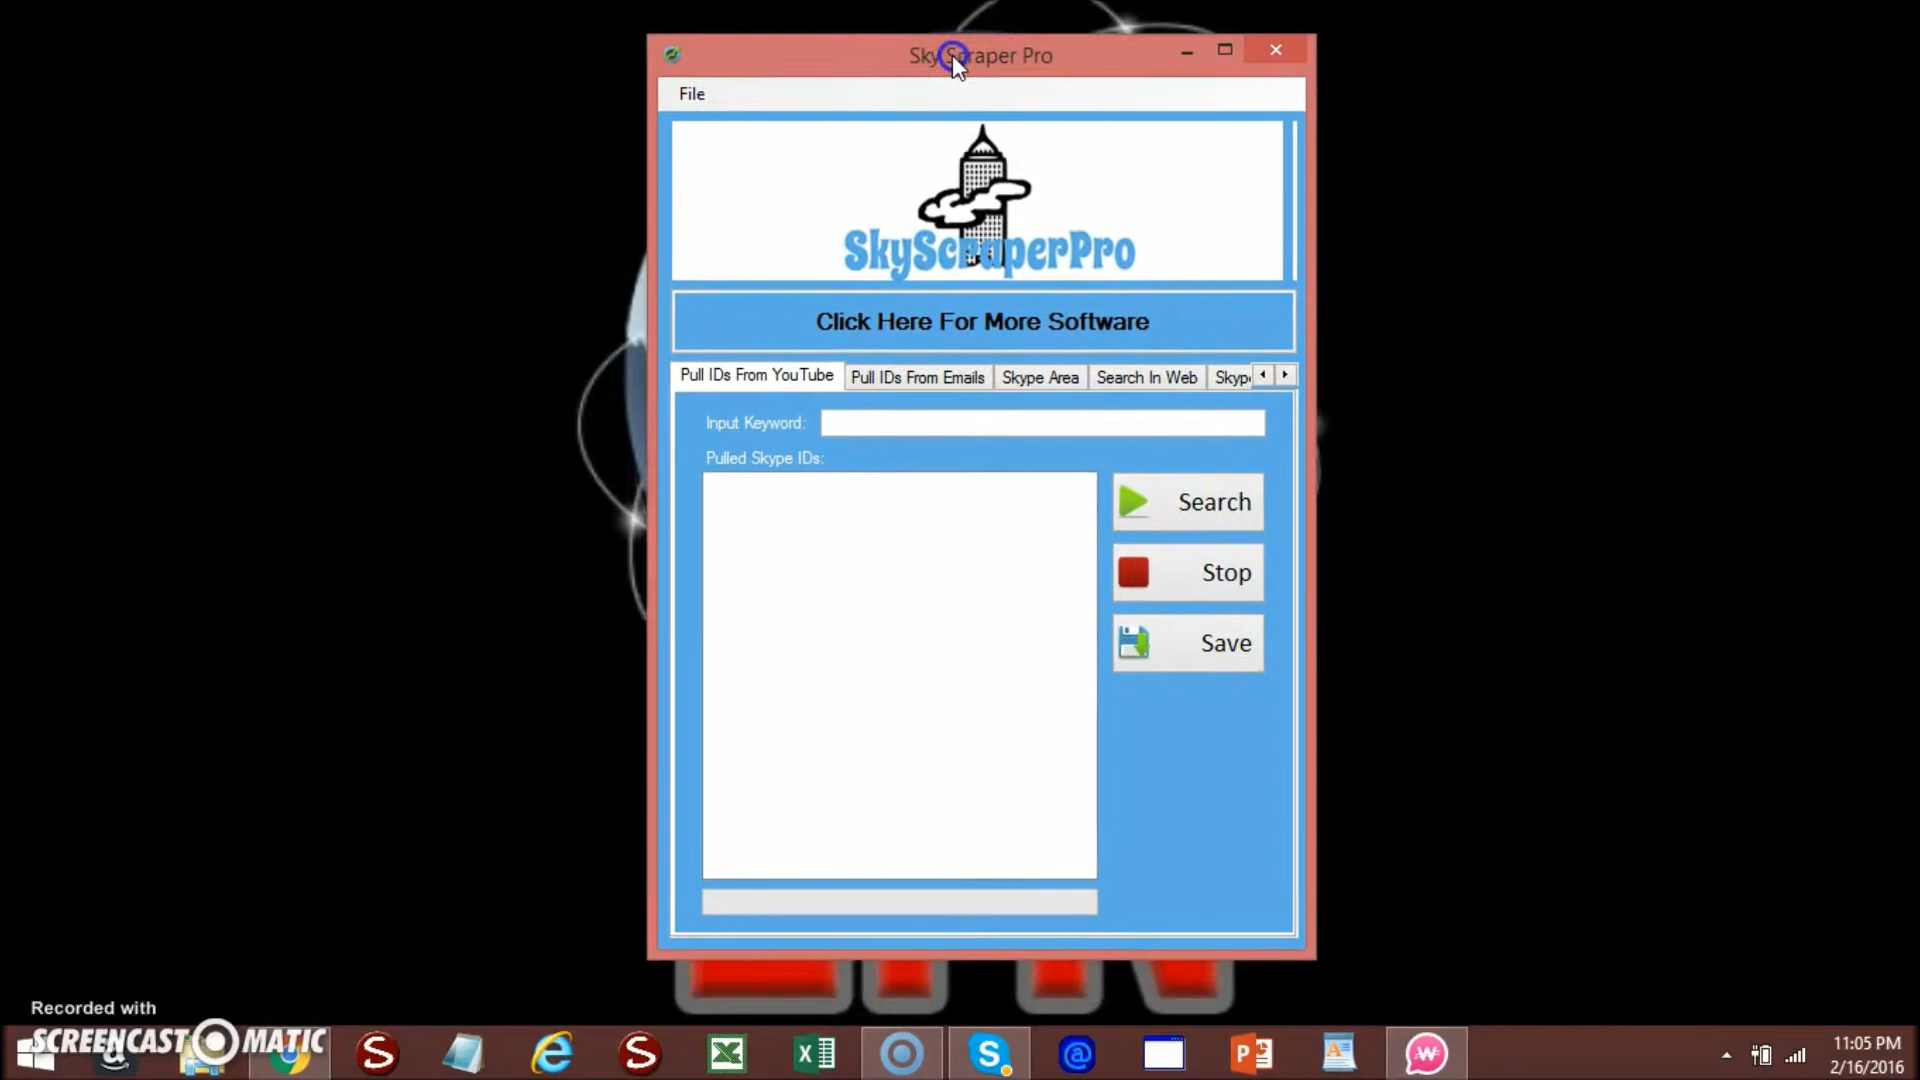 Sky Scraper Pro
File
SkyScraperPro
Click Here For More Software
Pull IDs From YouTube
Pull IDs From Emails
Skype Area
Search In Web
Input Keyword:
Pulled Skype IDs:
Search
Stop
Save
Recorded with
SCREENCAST O MATIC
11:05 PM
2/16/2016